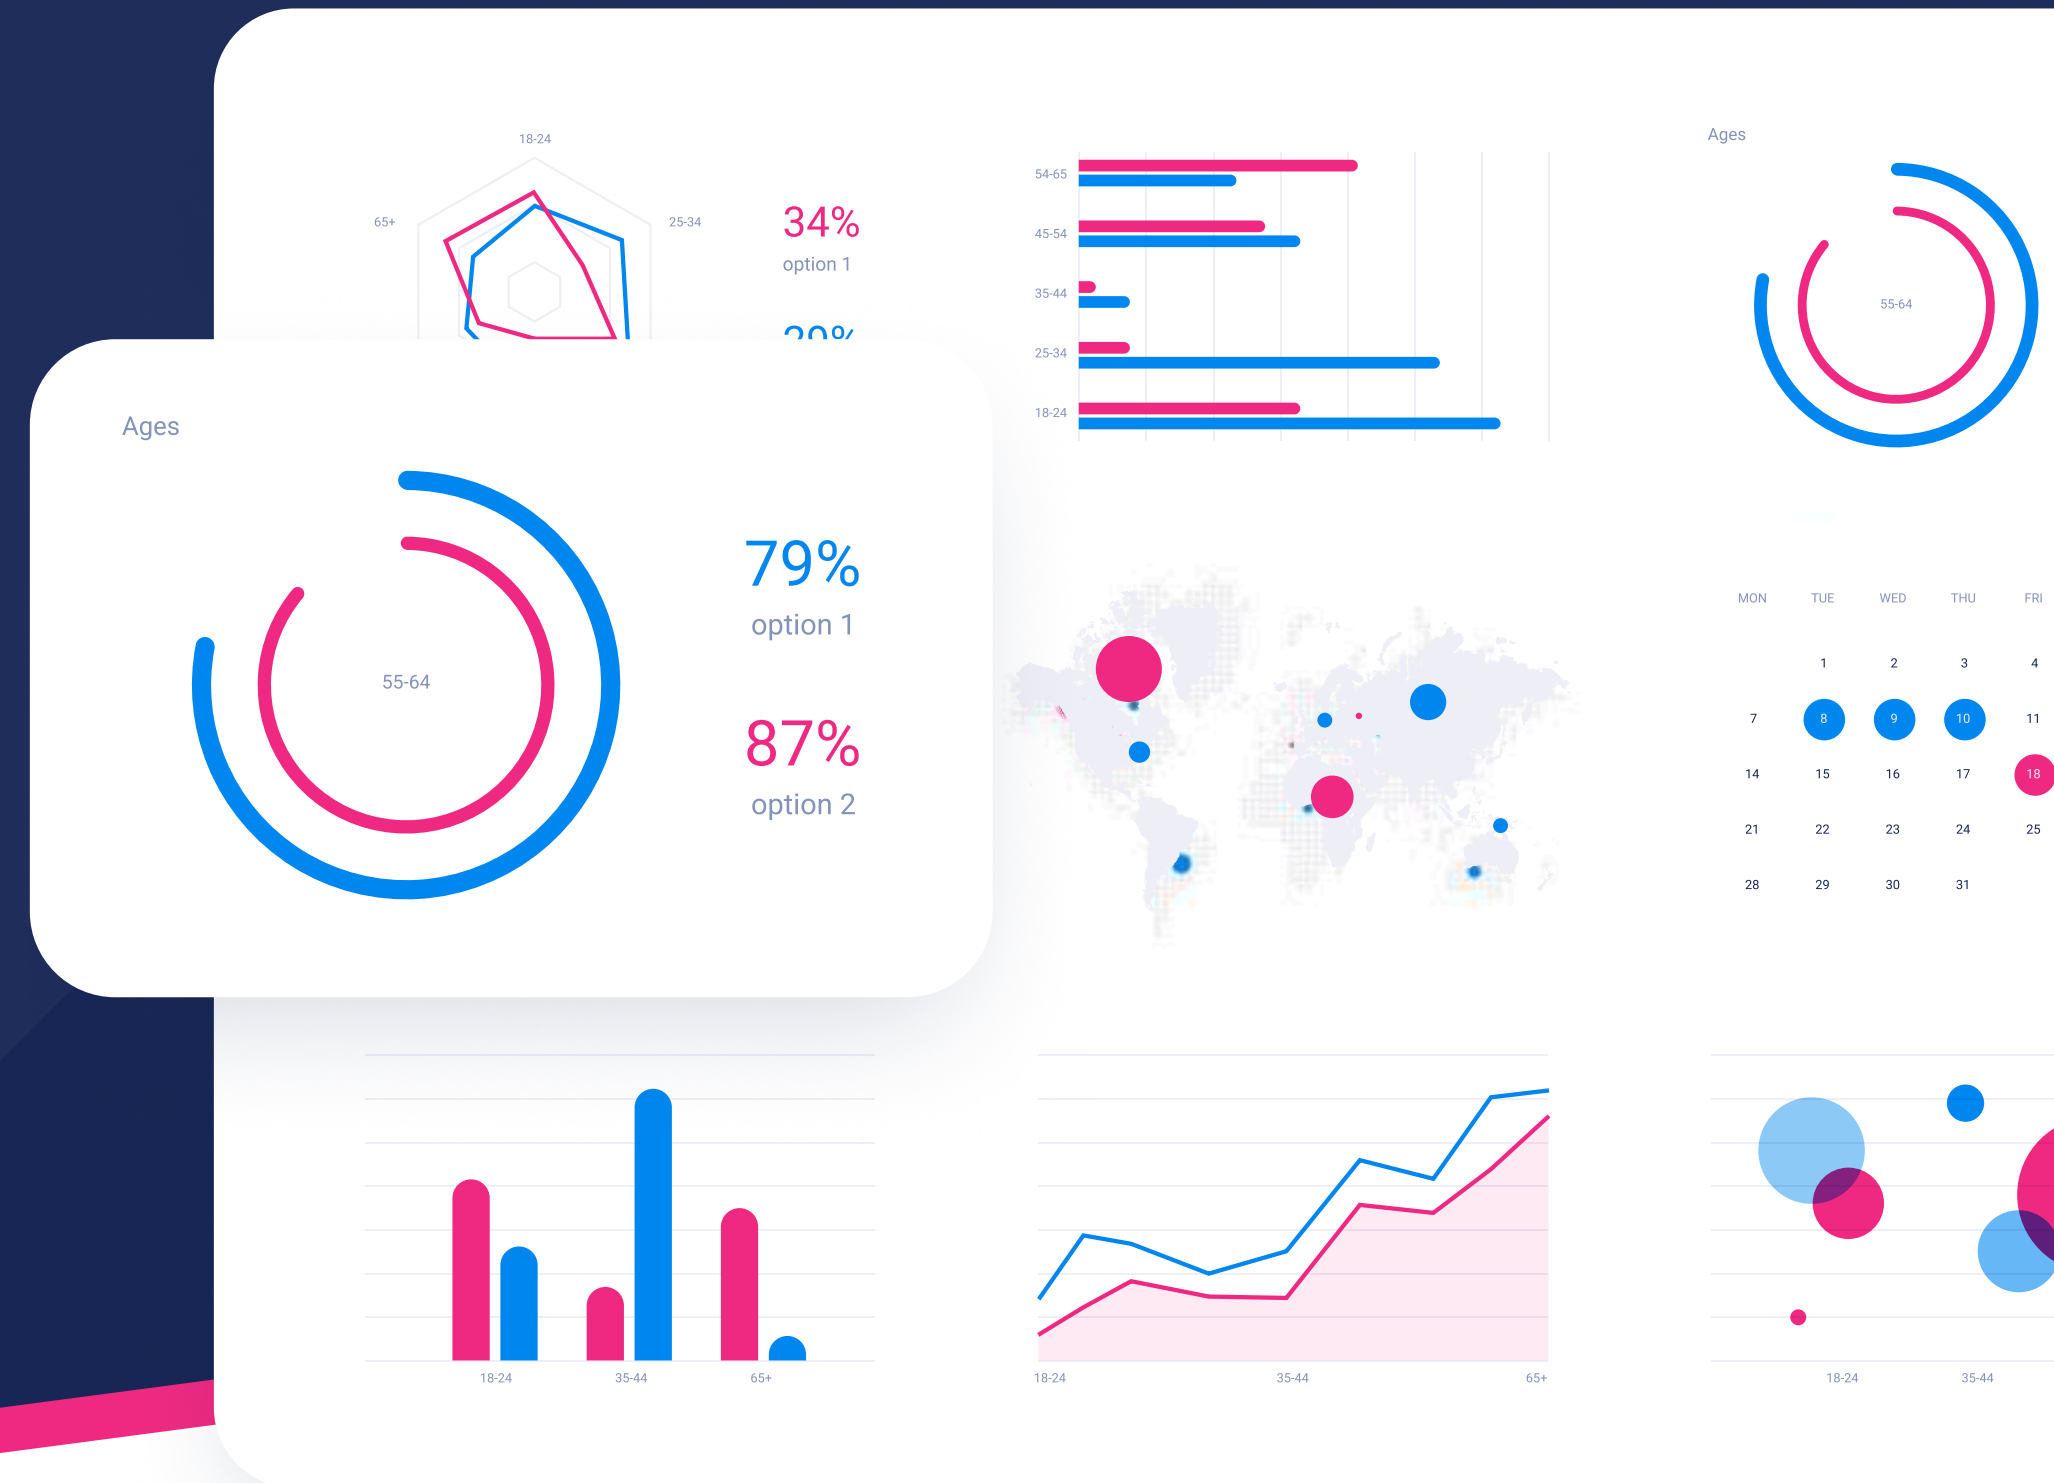 18-24
65+
25-34
34%
option 1
54-65
45-54
35-44
25-34
18-24
Ages
55-64
Ages
55-64
79%
option 1
87%
option 2
MON TUE WED THU FRI
1 2 3 4
7 8 9 10 11
14 15 16 17 18
21 22 23 24 25
28 29 30 31
18-24 35-44 65+
18-24 35-44 65+
18-24 35-44